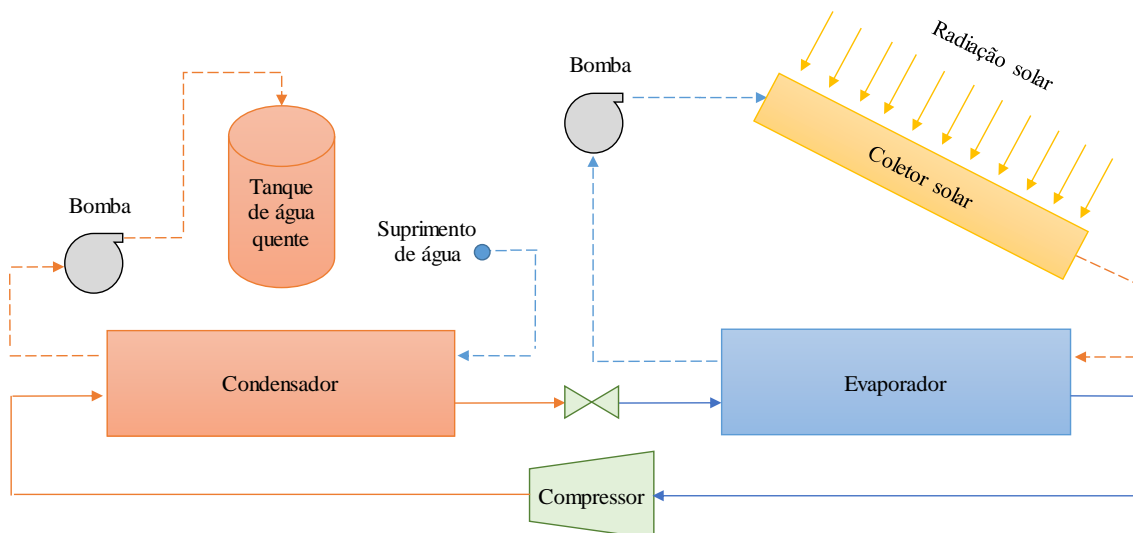 Radiação solar
Bomba
Coletor solar
Tanque
de água
quente
Bomba
Suprimento
de água
Condensador
Evaporador
Compressor